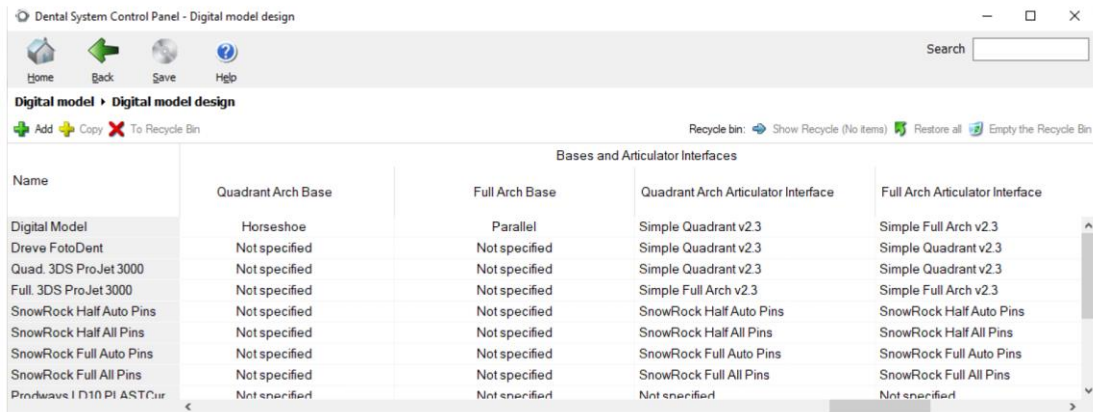 Dental System Control Panel - Digital model design
Home Back Save Help Search
Digital model Digital model design
Add Copy To Recycle Bin Recycle bin: Show Recycle (No items) Restore all Empty the Recycle Bin
Bases and Articulator Interfaces
Name Quadrant Arch Base Full Arch Base Quadrant Arch Articulator Interface Full Arch Articulator Interface
Digital Model Horseshoe Parallel Simple Quadrant v2.3 Simple Full Arch v2.3
Dreve FotoDent Not specified Not specified Simple Quadrant v2.3 Simple Quadrant v2.3
Quad. 3DS ProJet 3000 Not specified Not specified Simple Quadrant v2.3 Simple Quadrant v2.3
Full. 3DS ProJet 3000 Not specified Not specified Simple Full Arch v2.3 Simple Full Arch v2.3
SnowRock Half Auto Pins Not specified Not specified SnowRock Half Auto Pins SnowRock Half Auto Pins
SnowRock Half All Pins Not specified Not specified SnowRock Half All Pins SnowRock Half All Pins
SnowRock Full Auto Pins Not specified Not specified SnowRock Full Auto Pins SnowRock Full Auto Pins
SnowRock Full All Pins Not specified Not specified SnowRock Full All Pins SnowRock Full All Pins
Prodways LD10 PLASTCur Not specified Not specified Not specified Not specified